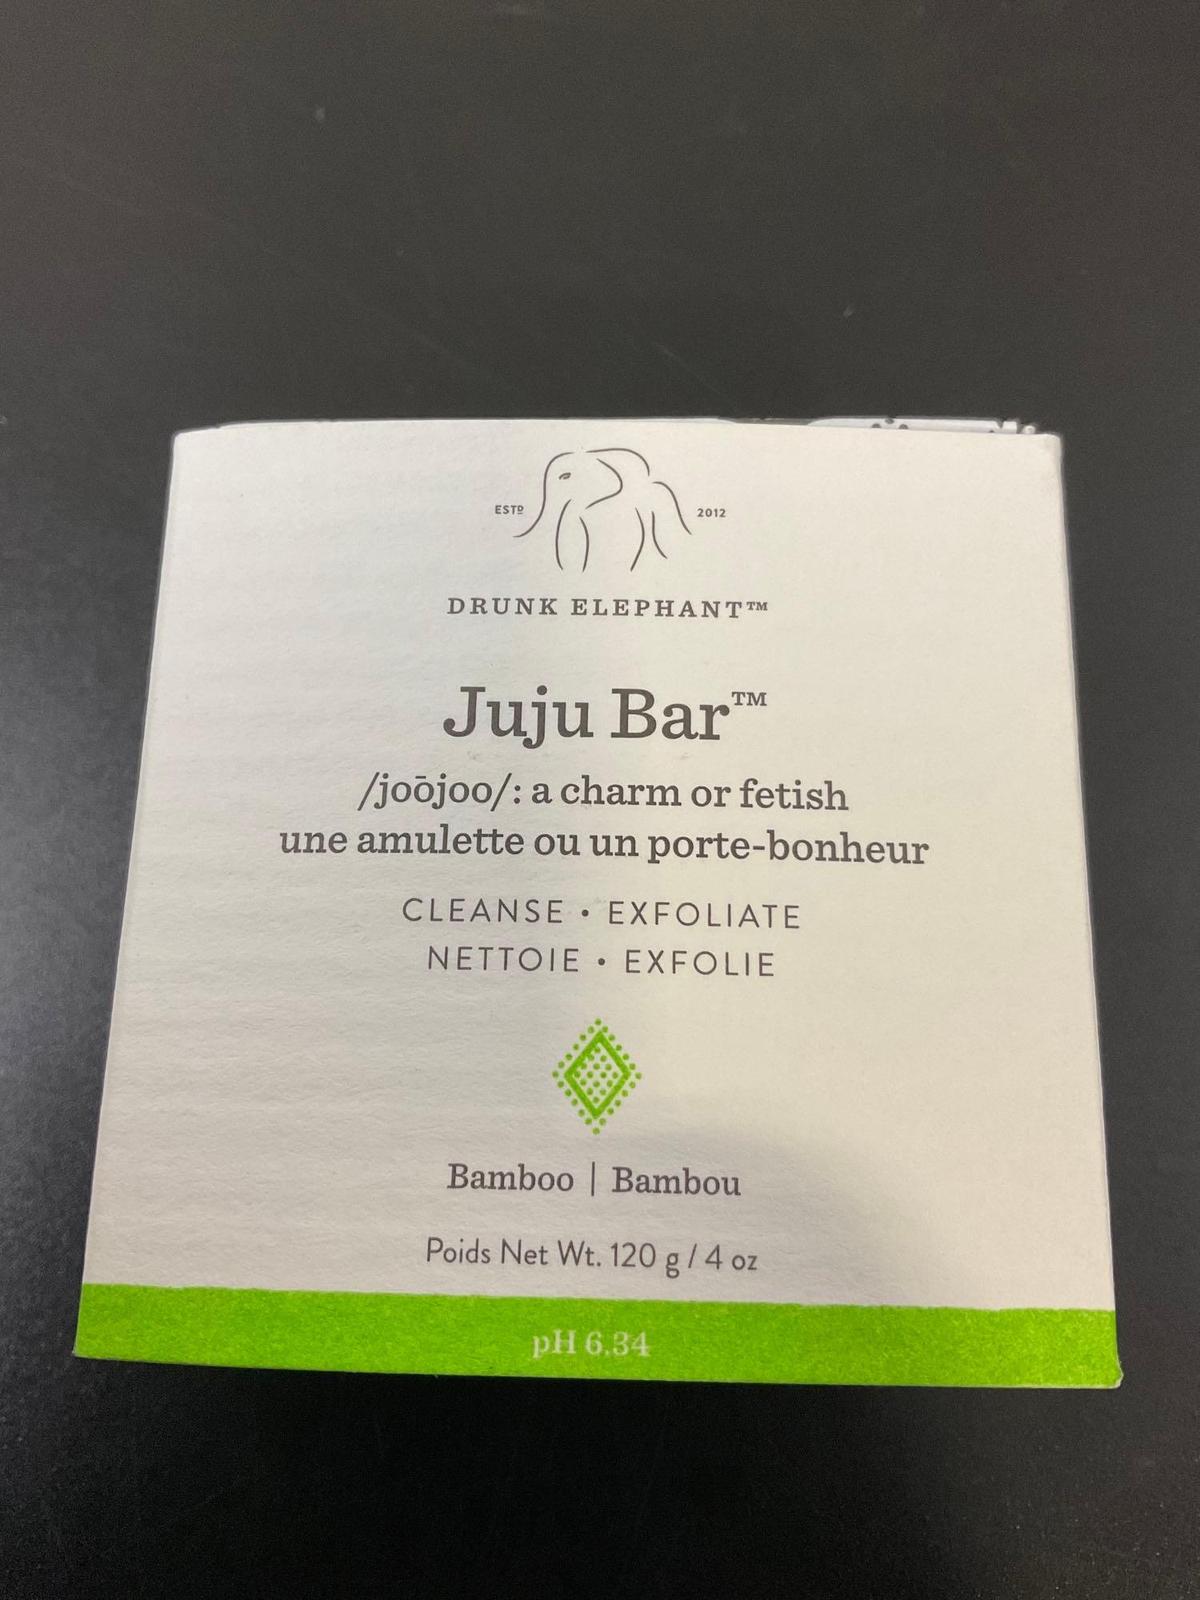 ESTD 2012
DRUNK ELEPHANT™
Juju Bar™
/joōjoo/: a charm or fetish
une amulette ou un porte-bonheur
CLEANSE • EXFOLIATE
NETTOIE • EXFOLIE
Bamboo | Bambou
Poids Net Wt. 120 g / 4 oz
pH 6.34